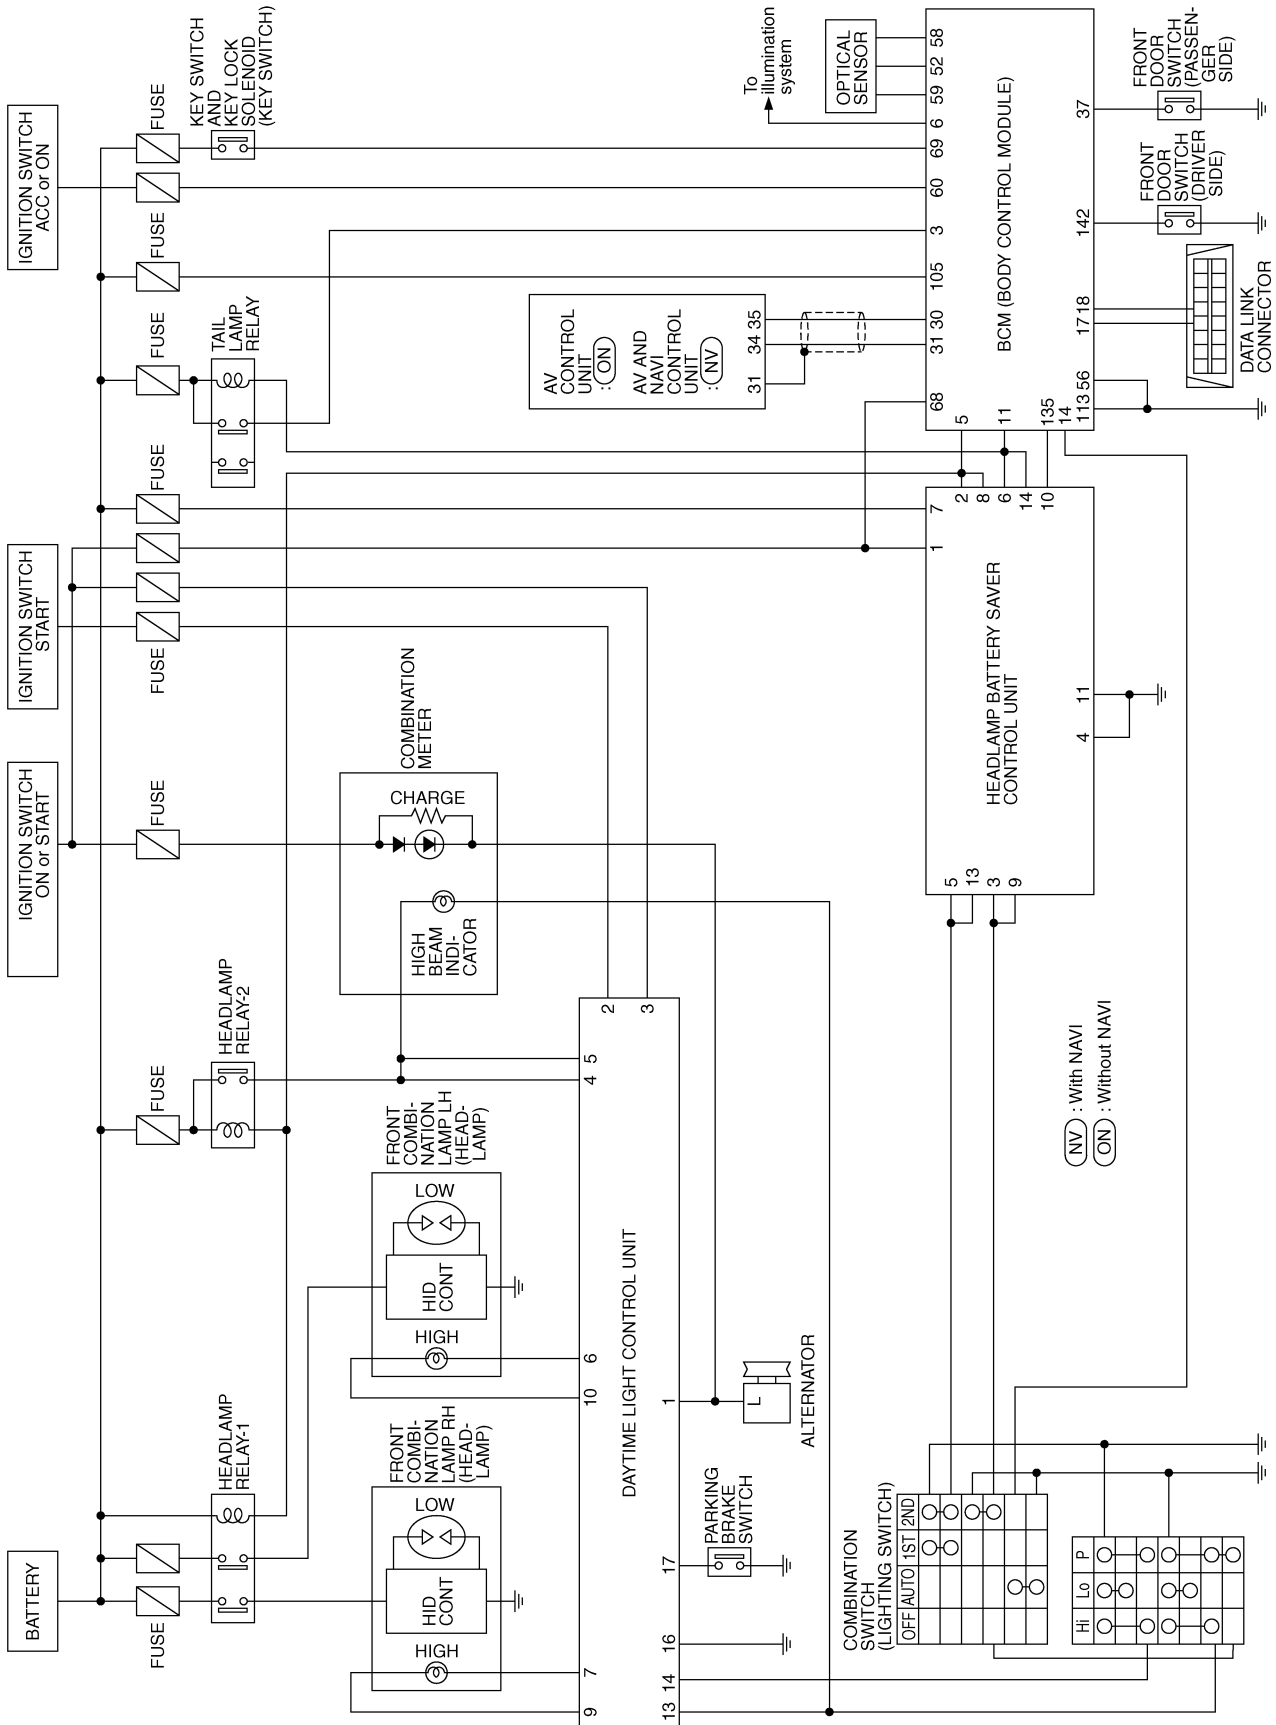 IGNITION SWITCH
ACC or ON
FUSE
KEY SWITCH
AND
KEY LOCK
SOLENOID
(KEY SWITCH)
FUSE
FUSE
TAIL
LAMP
RELAY
FUSE
IGNITION SWITCH
START
FUSE
IGNITION SWITCH
ON or START
FUSE
COMBINATION
METER
CHARGE
HIGH
BEAM
INDI-
CATOR
HEADLAMP
RELAY-2
FUSE
FRONT
COMBI-
NATION
LAMP LH
(HEAD-
LAMP)
LOW
HID
CONT
HIGH
HEADLAMP
RELAY-1
FRONT
COMBI-
NATION
LAMP RH
(HEAD-
LAMP)
LOW
HID
CONT
HIGH
BATTERY
FUSE
DAYTIME LIGHT CONTROL UNIT
2
3
5
4
6
10
7
9
1
17
16
14
13
L
ALTERNATOR
PARKING
BRAKE
SWITCH
To
illumination
system
OPTICAL
SENSOR
BCM (BODY CONTROL MODULE)
58
52
59
6
69
60
3
105
30
31
68
5
11
135
14
37
142
18
17
56
113
FRONT
DOOR
SWITCH
(PASSEN-
GER
SIDE)
FRONT
DOOR
SWITCH
(DRIVER
SIDE)
DATA LINK
CONNECTOR
AV
CONTROL
UNIT
: ON
AV AND
NAVI
CONTROL
UNIT
: NV
35
34
31
HEADLAMP BATTERY SAVER
CONTROL UNIT
7
1
2
8
6
14
10
11
4
5
13
3
9
NV : With NAVI
ON : Without NAVI
COMBINATION
SWITCH
(LIGHTING SWITCH)
OFF AUTO 1ST 2ND
Hi Lo P